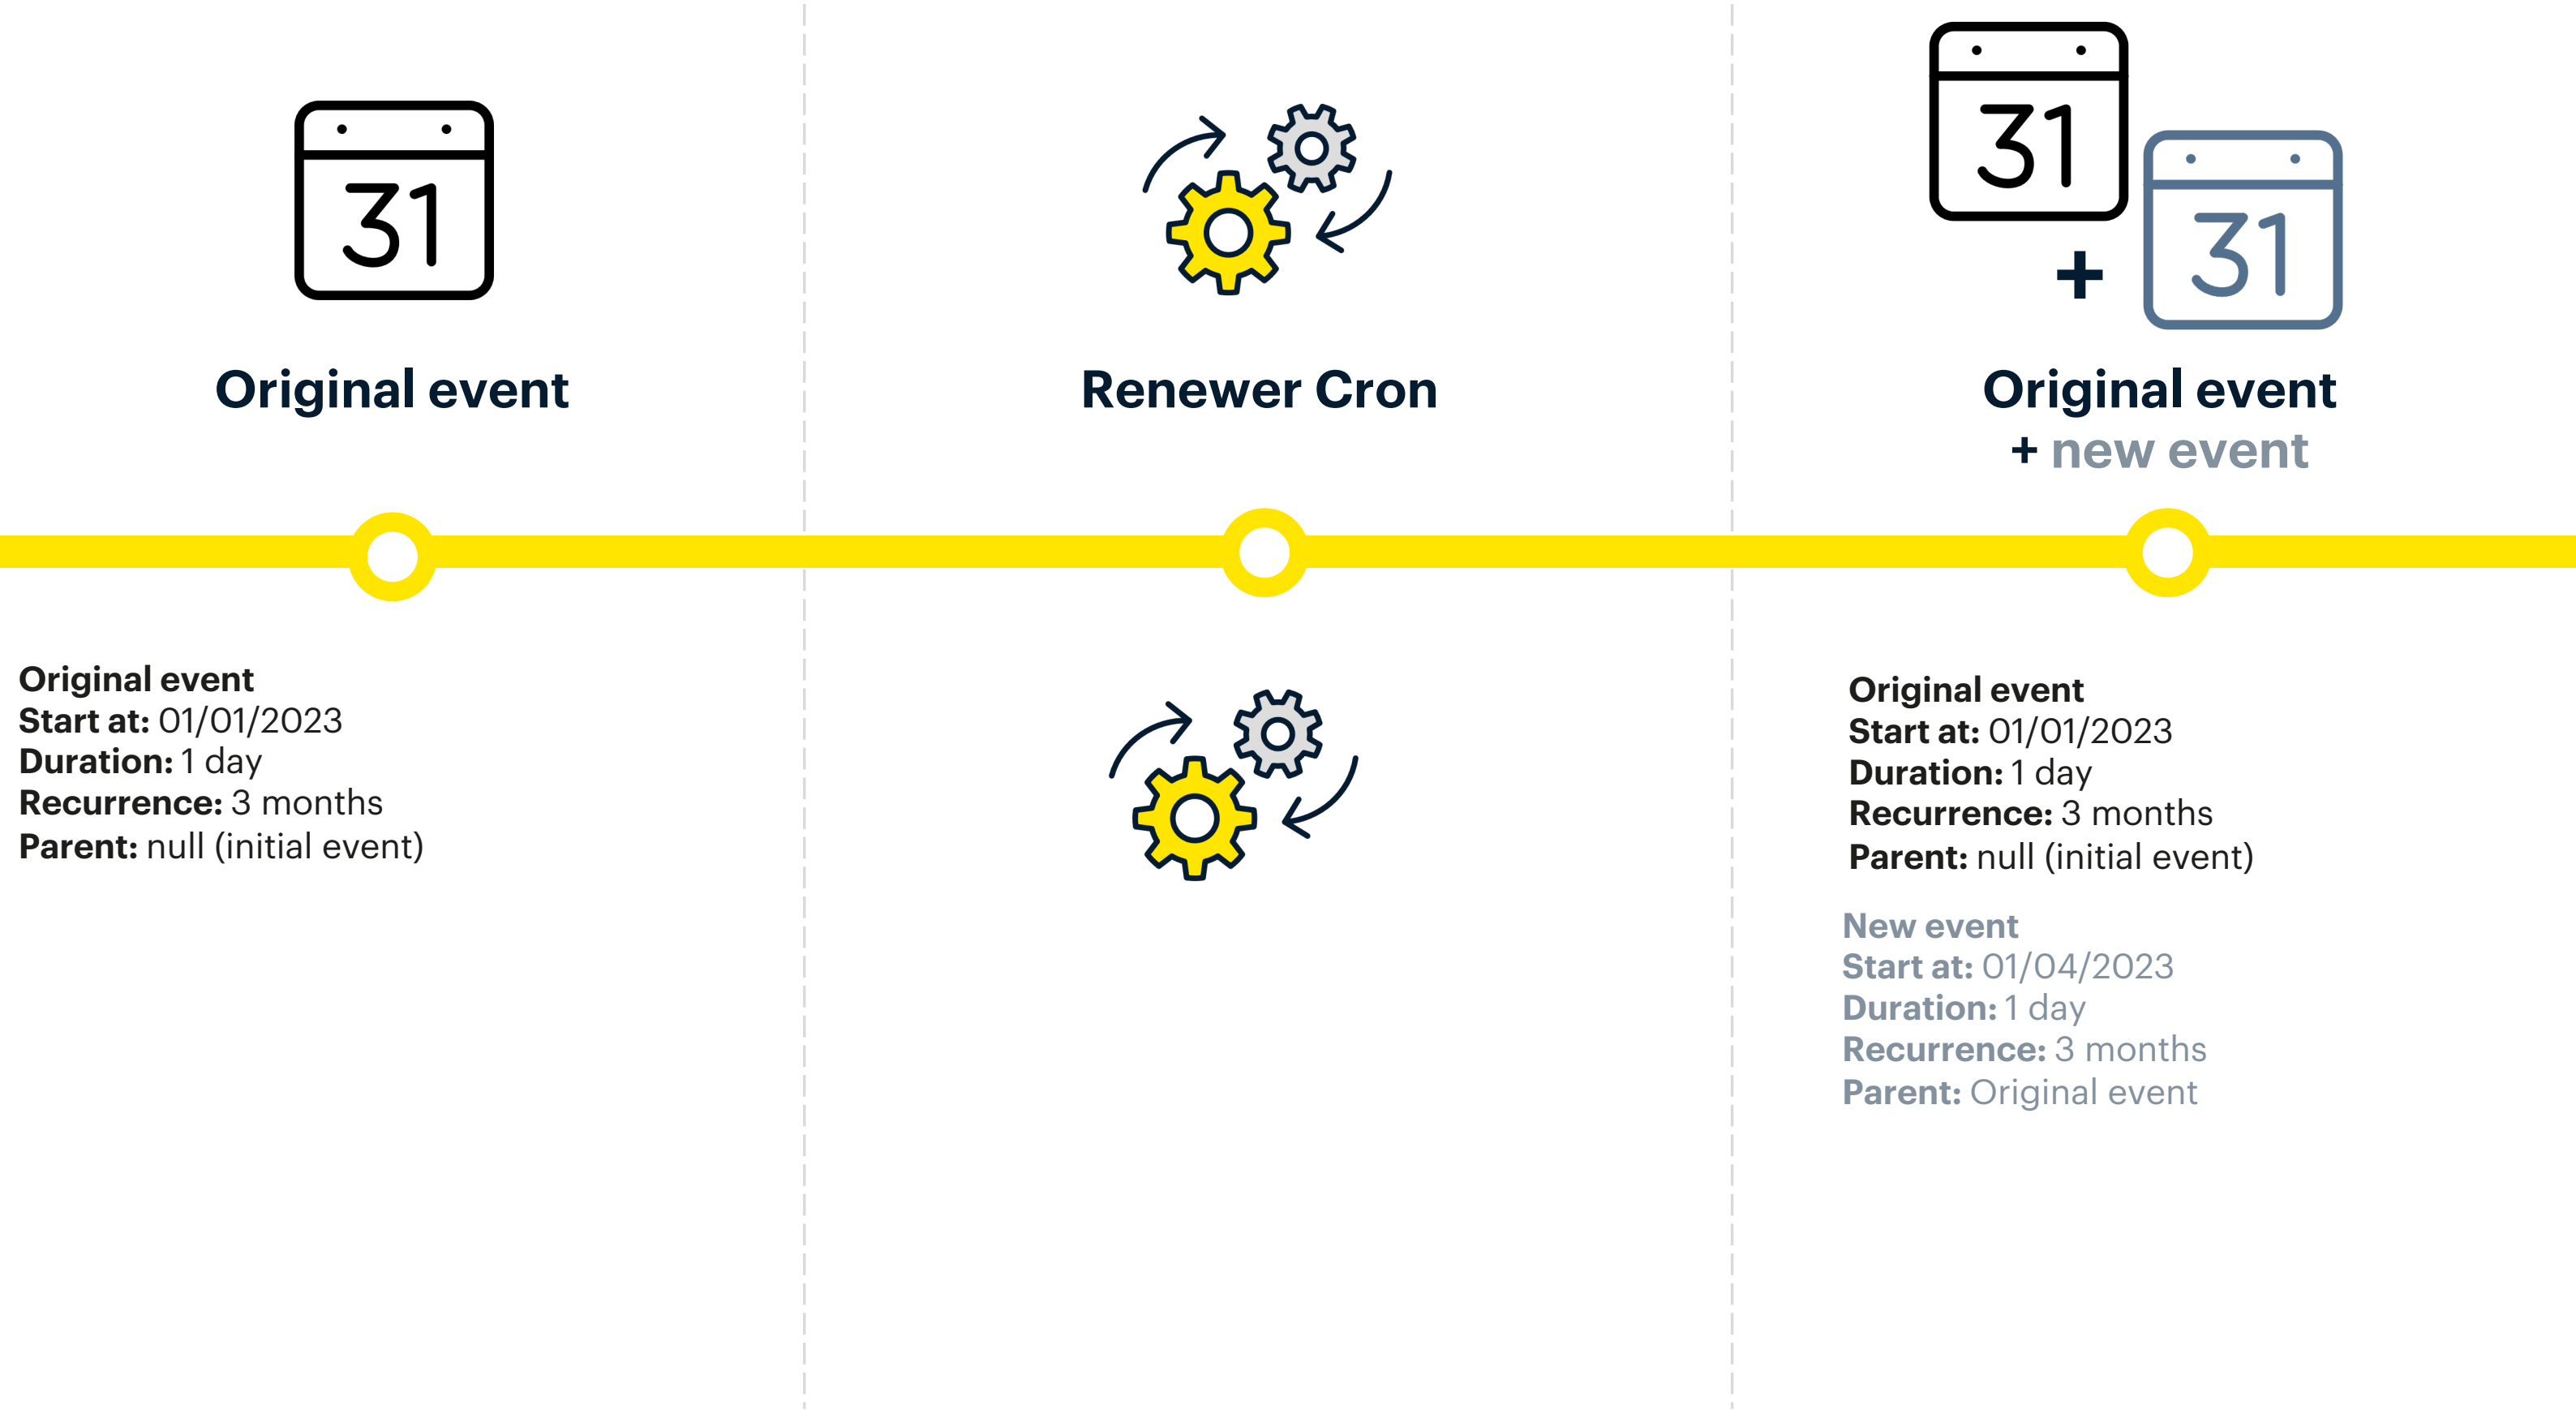 31
31
31
Original event
Renewer Cron
Original event
+ new event
Original event
Start at: 01/01/2023
Duration: 1 day
Recurrence: 3 months
Parent: null (initial event)
Original event
Start at: 01/01/2023
Duration: 1 day
Recurrence: 3 months
Parent: null (initial event)
New event
Start at: 01/04/2023
Duration: 1 day
Recurrence: 3 months
Parent: Original event